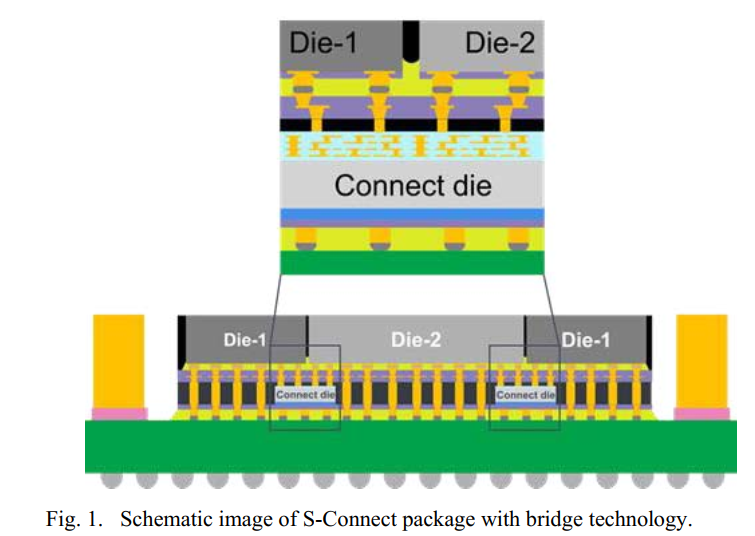 Die-1
Die-2
Connect die
Die-1
Die-2
Die-1
Connect die
Connect die
Fig. 1. Schematic image of S-Connect package with bridge technology.